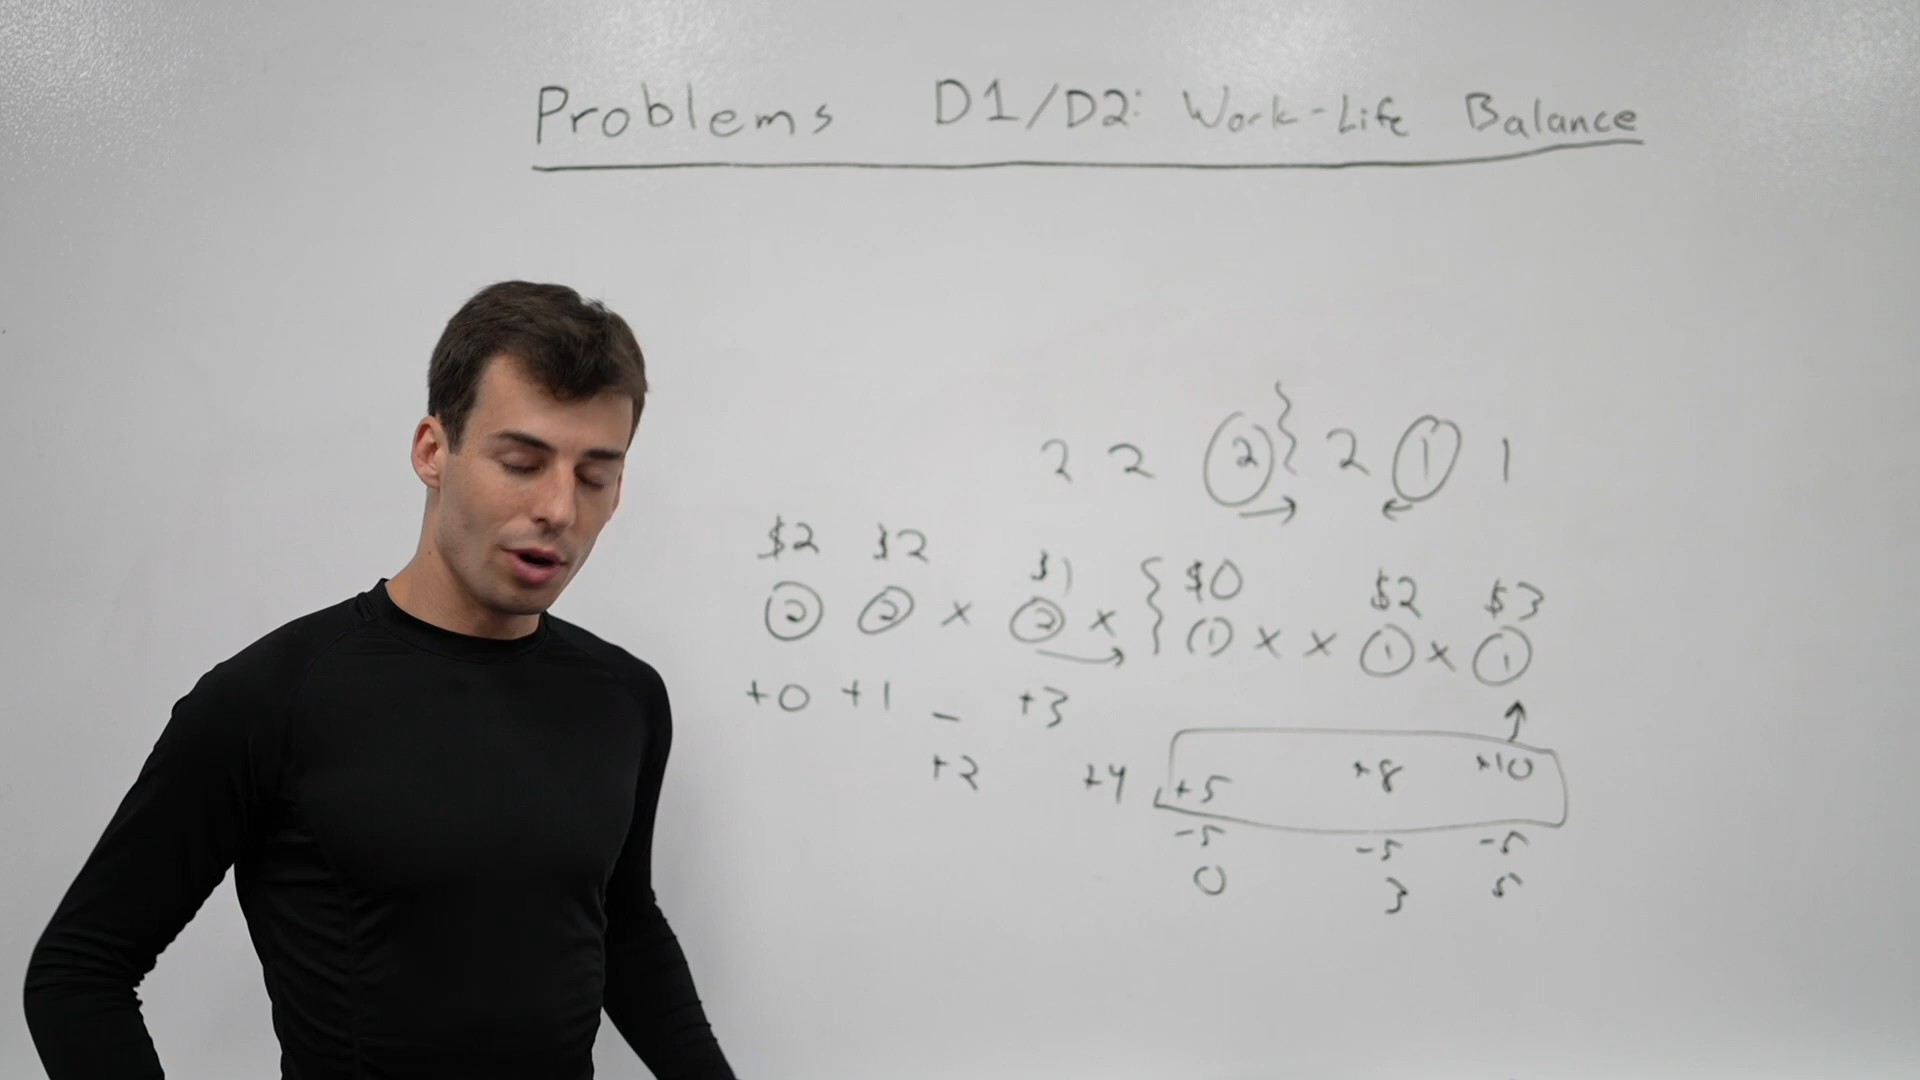 Problems D1/D2: Work-Life Balance
2 2 2 } 2 1 1
$2 $2 $1 { $0 $2 $3
2 2 x 2 x { 1 x x 1 x 1
+0 +1 - +3
+2 +4 +5 +8 +10
-5 -5 -5
0 3 5